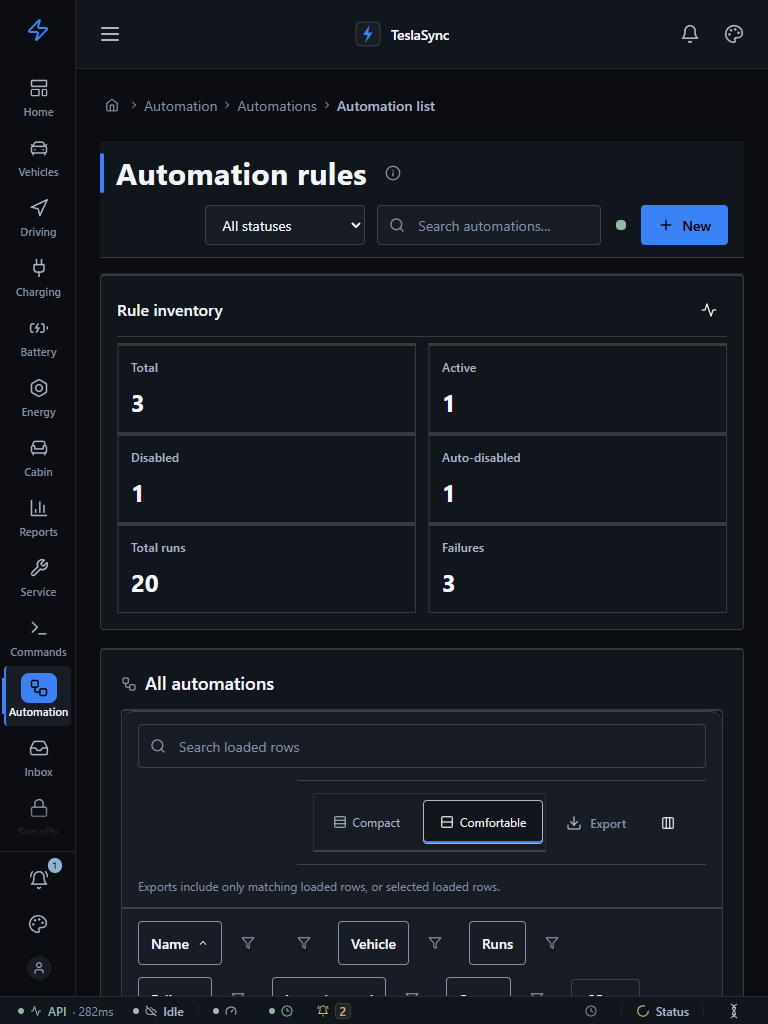 TeslaSync
Home
Vehicles
Driving
Charging
Battery
Energy
Cabin
Reports
Service
Commands
Automation
Inbox
Security
1
Automation > Automations > Automation list
Automation rules
All statuses
Search automations...
New
Rule inventory
Total
3
Active
1
Disabled
1
Auto-disabled
1
Total runs
20
Failures
3
All automations
Search loaded rows
Compact
Comfortable
Export
Exports include only matching loaded rows, or selected loaded rows.
Name
Vehicle
Runs
API · 282ms
Idle
2
Status